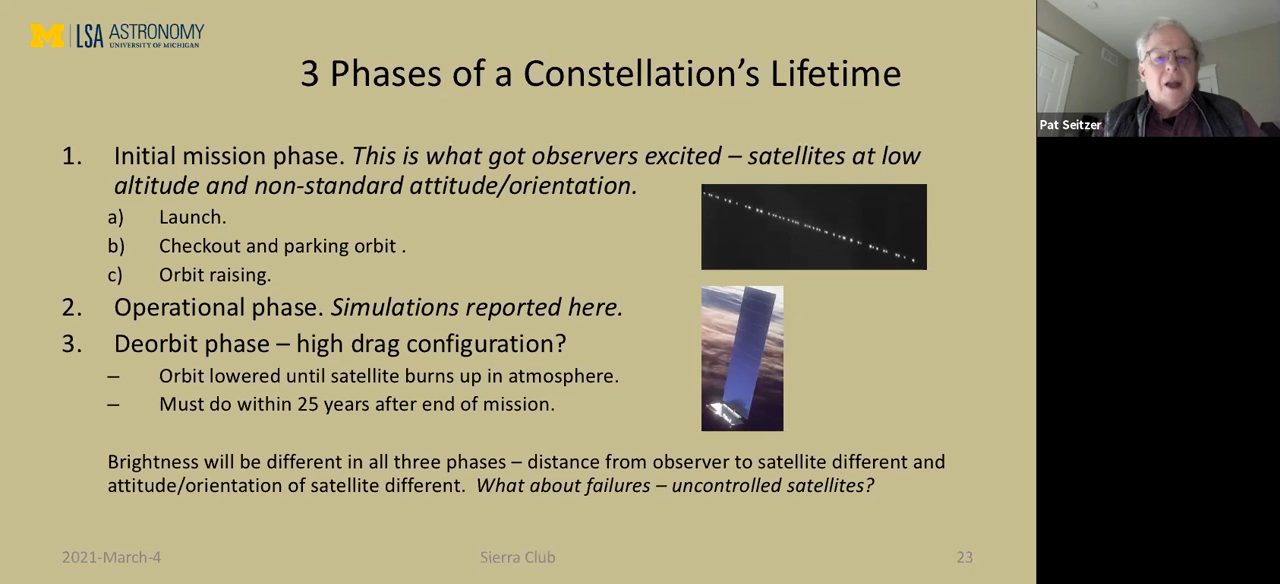 M | LSA ASTRONOMY
UNIVERSITY OF MICHIGAN
3 Phases of a Constellation’s Lifetime
1. Initial mission phase. This is what got observers excited – satellites at low
altitude and non-standard attitude/orientation.
a) Launch.
b) Checkout and parking orbit .
c) Orbit raising.
2. Operational phase. Simulations reported here.
3. Deorbit phase – high drag configuration?
– Orbit lowered until satellite burns up in atmosphere.
– Must do within 25 years after end of mission.
Brightness will be different in all three phases – distance from observer to satellite different and
attitude/orientation of satellite different. What about failures – uncontrolled satellites?
2021-March-4 Sierra Club 23
Pat Seitzer